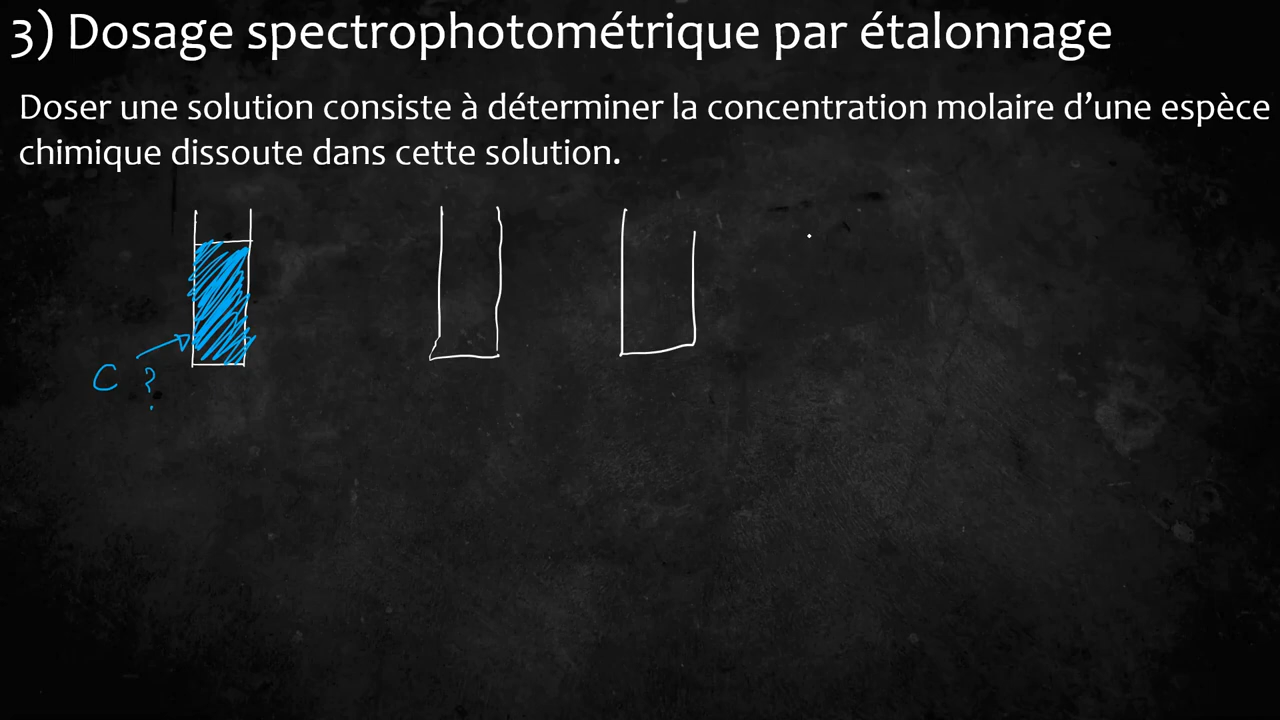 3) Dosage spectrophotométrique par étalonnage
Doser une solution consiste à déterminer la concentration molaire d’une espèce
chimique dissoute dans cette solution.
C ?